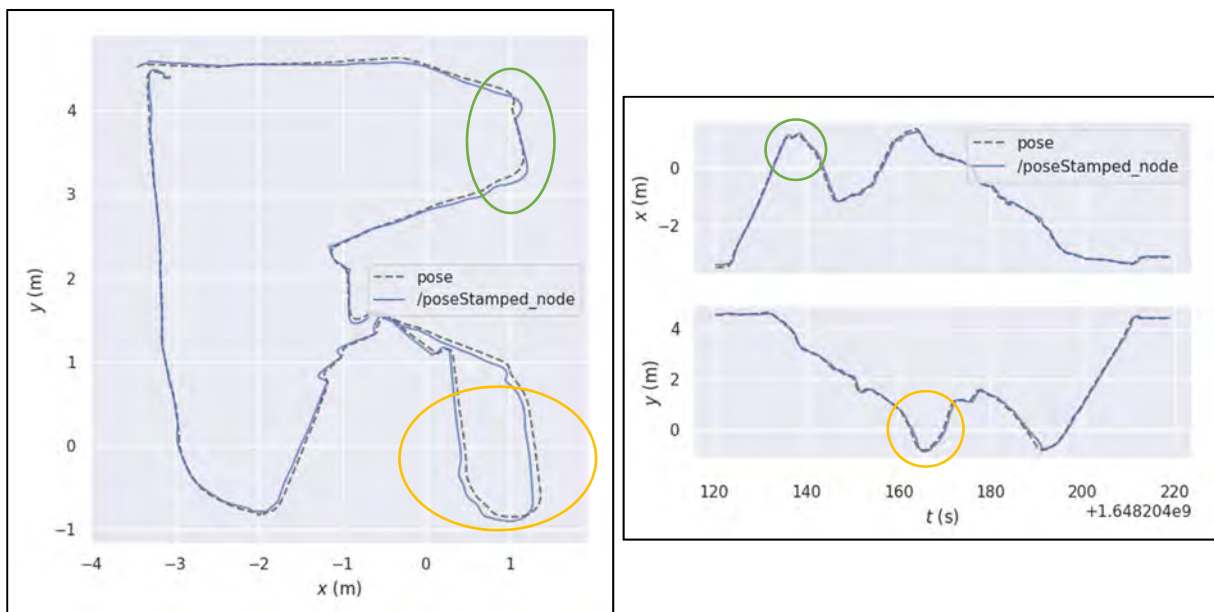 4
3
2
1
0
−1
y (m)
pose
/poseStamped_node
−4
−3
−2
−1
0
1
x (m)
0
−2
x (m)
pose
/poseStamped_node
4
2
0
y (m)
120
140
160
180
200
220
t (s)
+1.648204e9